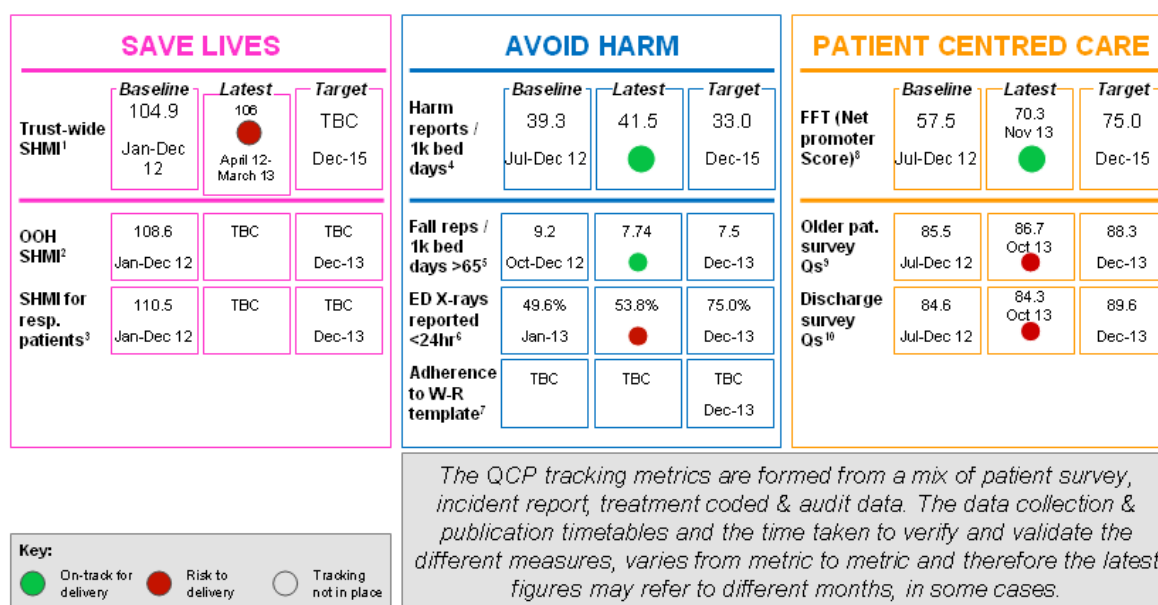 SAVE LIVES
Baseline Latest Target
Trust-wide
SHMI¹
104.9
Jan-Dec
12
106
April 12-
March 13
TBC
Dec-15
OOH
SHMI²
108.6
Jan-Dec 12
TBC
TBC
Dec-13
SHMI for
resp.
patients³
110.5
Jan-Dec 12
TBC
TBC
Dec-13
AVOID HARM
Baseline Latest Target
Harm
reports /
1k bed
days⁴
39.3
Jul-Dec 12
41.5
33.0
Dec-15
Fall reps /
1k bed
days >65⁵
9.2
Oct-Dec 12
7.74
7.5
Dec-13
ED X-rays
reported
<24hr⁶
49.6%
Jan-13
53.8%
75.0%
Dec-13
Adherence
to W-R
template⁷
TBC
TBC
TBC
Dec-13
PATIENT CENTRED CARE
Baseline Latest Target
FFT (Net
promoter
Score)⁸
57.5
Jul-Dec 12
70.3
Nov 13
75.0
Dec-15
Older pat.
survey
Qs⁹
85.5
Jul-Dec 12
86.7
Oct 13
88.3
Dec-13
Discharge
survey
Qs¹⁰
84.6
Jul-Dec 12
84.3
Oct 13
89.6
Dec-13
The QCP tracking metrics are formed from a mix of patient survey,
incident report, treatment coded & audit data. The data collection &
publication timetables and the time taken to verify and validate the
different measures, varies from metric to metric and therefore the latest
figures may refer to different months, in some cases.
Key:
On-track for
delivery
Risk to
delivery
Tracking
not in place